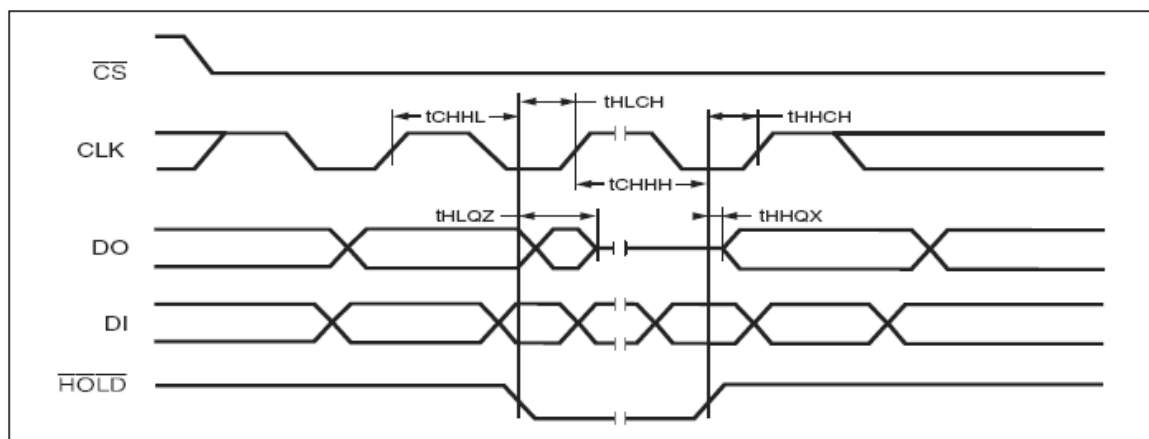 CS
tHLCH
tCHHL
tHHCH
CLK
tCHHH
tHLQZ
tHHQX
DO
DI
HOLD